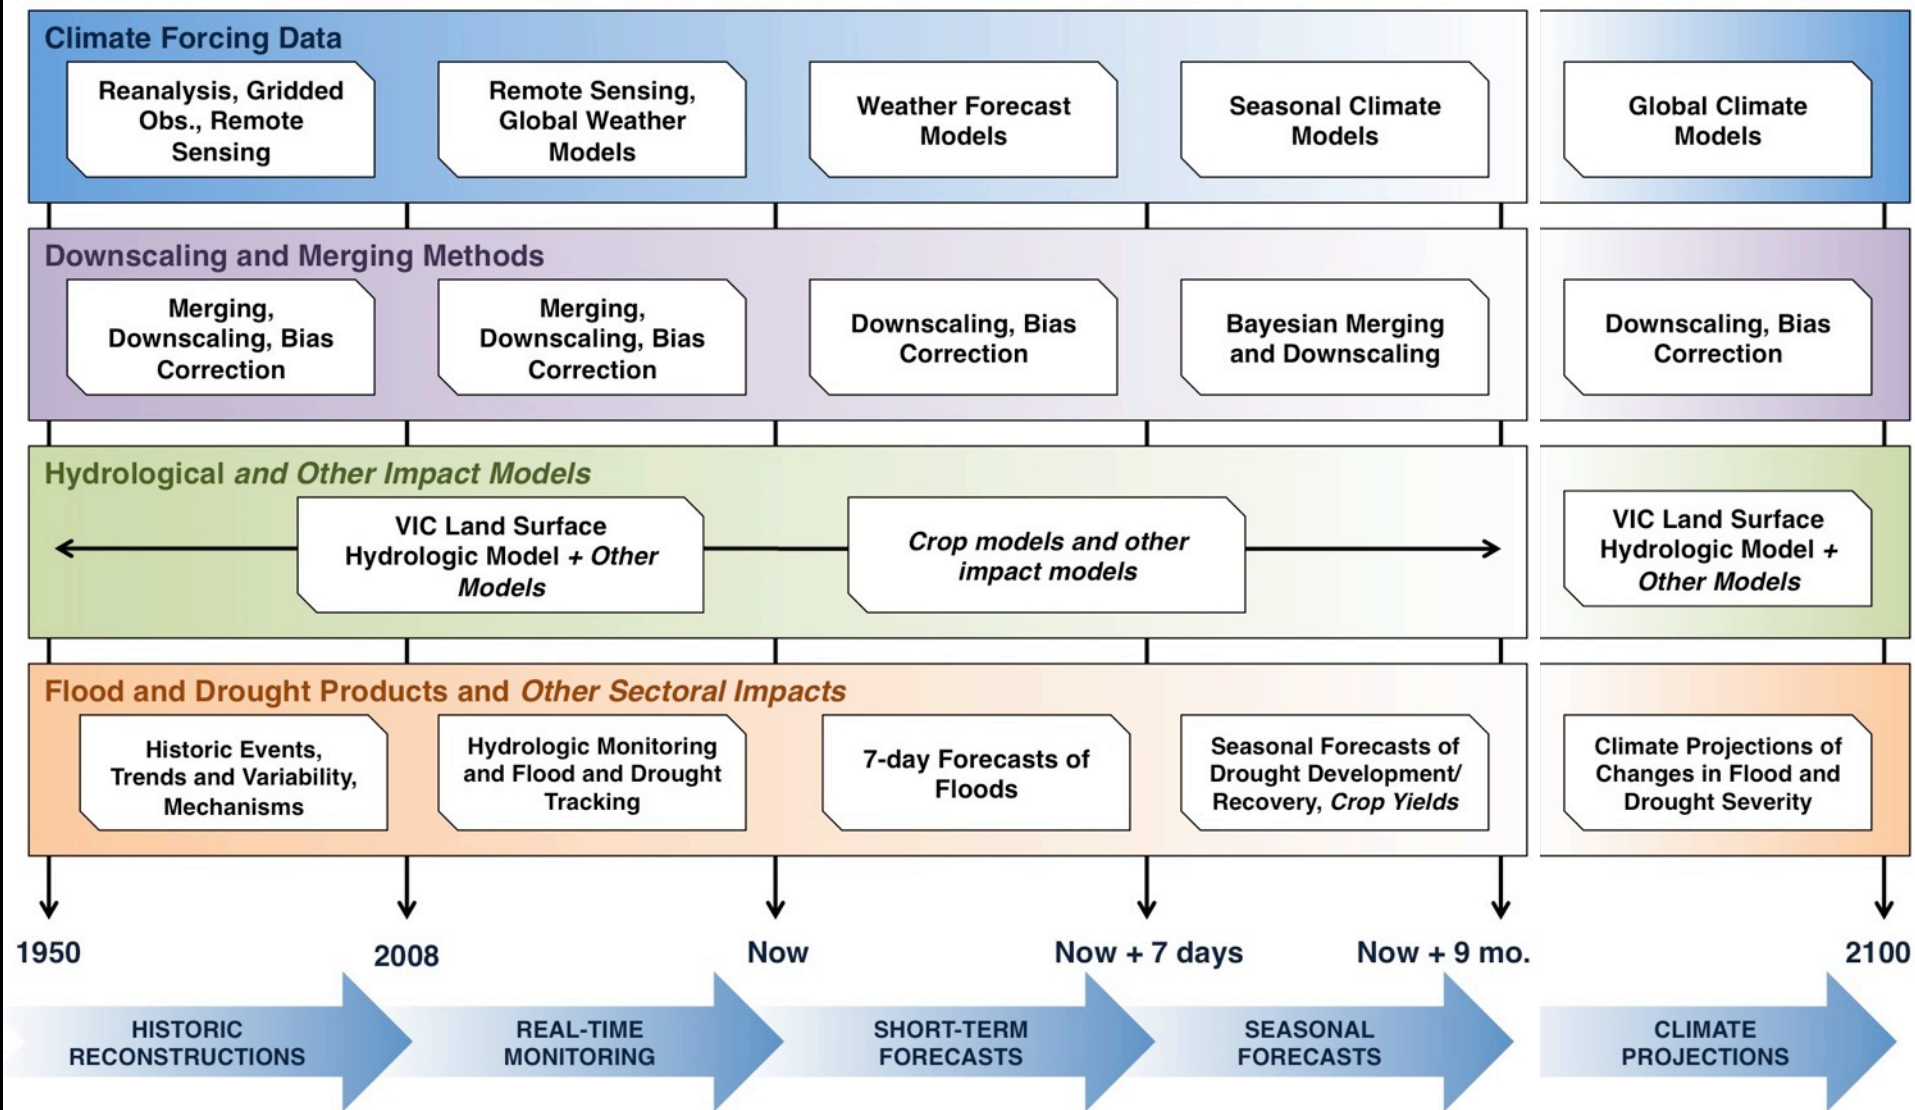 Climate Forcing Data
Reanalysis, Gridded
Obs., Remote
Sensing
Remote Sensing,
Global Weather
Models
Weather Forecast
Models
Seasonal Climate
Models
Global Climate
Models
Downscaling and Merging Methods
Merging,
Downscaling, Bias
Correction
Merging,
Downscaling, Bias
Correction
Downscaling, Bias
Correction
Bayesian Merging
and Downscaling
Downscaling, Bias
Correction
Hydrological and Other Impact Models
VIC Land Surface
Hydrologic Model + Other
Models
Crop models and other
impact models
VIC Land Surface
Hydrologic Model +
Other Models
Flood and Drought Products and Other Sectoral Impacts
Historic Events,
Trends and Variability,
Mechanisms
Hydrologic Monitoring
and Flood and Drought
Tracking
7-day Forecasts of
Floods
Seasonal Forecasts of
Drought Development/
Recovery, Crop Yields
Climate Projections of
Changes in Flood and
Drought Severity
1950
2008
Now
Now + 7 days
Now + 9 mo.
2100
HISTORIC
RECONSTRUCTIONS
REAL-TIME
MONITORING
SHORT-TERM
FORECASTS
SEASONAL
FORECASTS
CLIMATE
PROJECTIONS